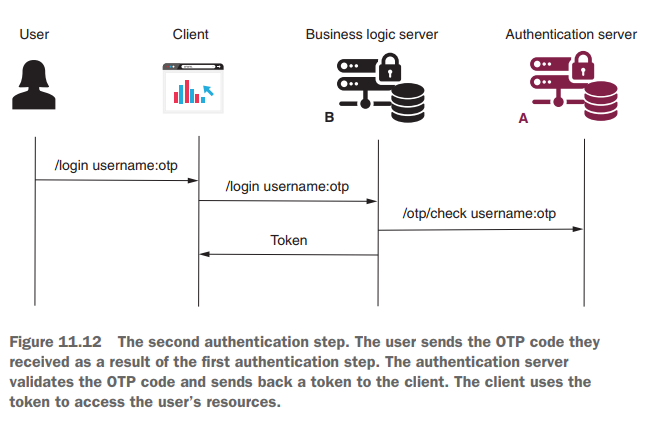 User
Client
Business logic server
Authentication server
B
A
/login username:otp
/login username:otp
/otp/check username:otp
Token
Figure 11.12 The second authentication step. The user sends the OTP code they
received as a result of the first authentication step. The authentication server
validates the OTP code and sends back a token to the client. The client uses the
token to access the user's resources.